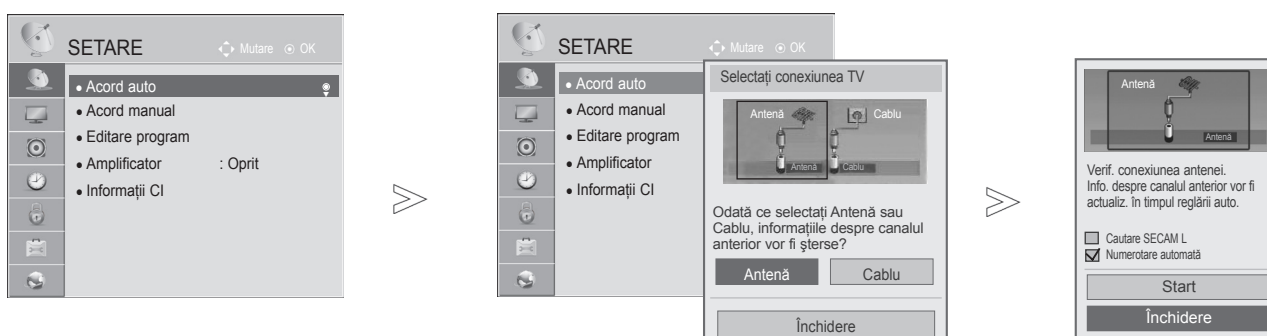 SETARE
Mutare OK
Acord auto
Acord manual
Editare program
Amplificator : Oprit
Informații CI
SETARE
Mutare OK
Acord auto
Acord manual
Editare program
Amplificator
Informații CI
Selectați conexiunea TV
Antenă Cablu
Antenă Cablu
Odată ce selectați Antenă sau
Cablu, informațiile despre canalul
anterior vor fi şterse?
Antenă Cablu
Închidere
Antenă
Antenă
Verif. conexiunea antenei.
Info. despre canalul anterior vor fi
actualiz. în timpul reglării auto.
Cautare SECAM L
Numerotare automată
Start
Închidere